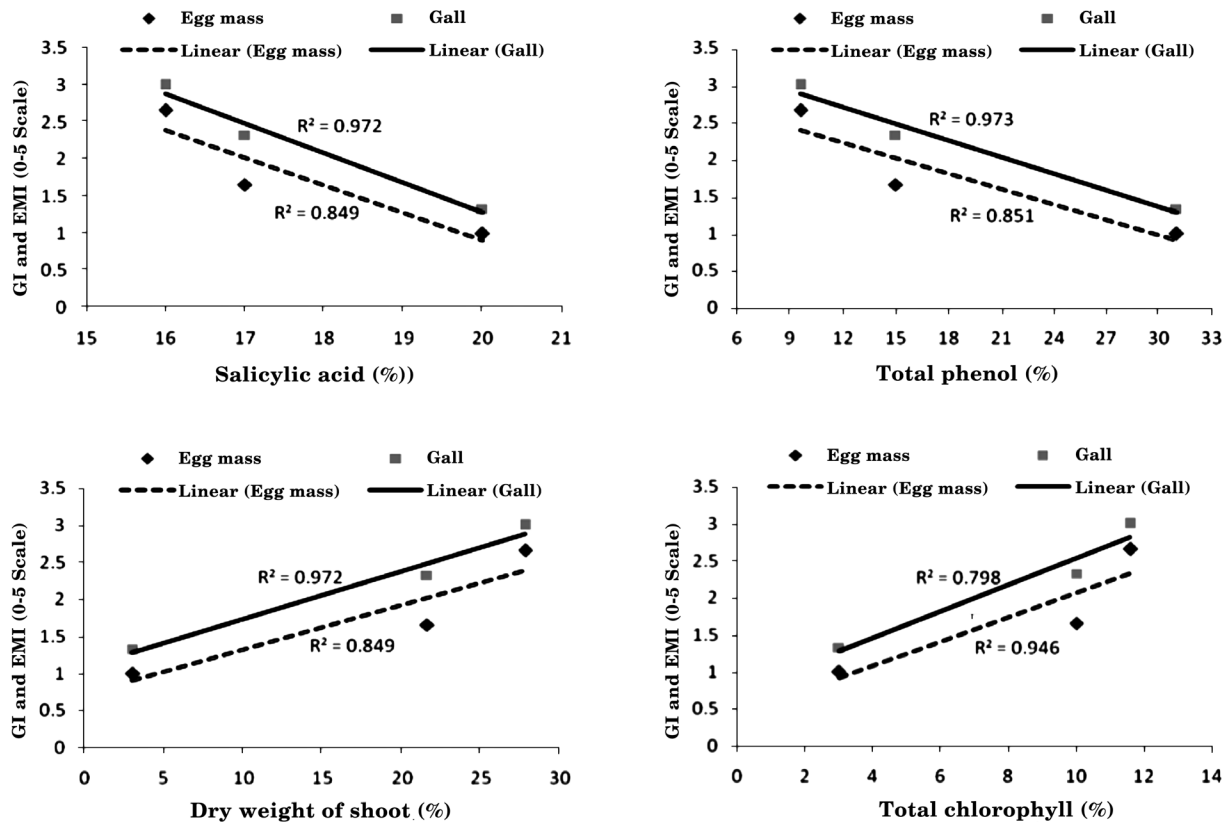 Egg mass
Gall
Linear (Egg mass)
Linear (Gall)
GI and EMI (0-5 Scale)
3.5
3
2.5
2
1.5
1
0.5
0
R² = 0.972
R² = 0.849
15 16 17 18 19 20 21
Salicylic acid (%))
Egg mass
Gall
Linear (Egg mass)
Linear (Gall)
GI and EMI (0-5 Scale)
3.5
3
2.5
2
1.5
1
0.5
0
R² = 0.973
R² = 0.851
6 9 12 15 18 21 24 27 30 33
Total phenol (%)
Egg mass
Gall
Linear (Egg mass)
Linear (Gall)
GI and EMI (0-5 Scale)
3.5
3
2.5
2
1.5
1
0.5
0
R² = 0.972
R² = 0.849
0 5 10 15 20 25 30
Dry weight of shoot (%)
Egg mass
Gall
Linear (Egg mass)
Linear (Gall)
GI and EMI (0-5 Scale)
3.5
3
2.5
2
1.5
1
0.5
0
R² = 0.798
R² = 0.946
0 2 4 6 8 10 12 14
Total chlorophyll (%)